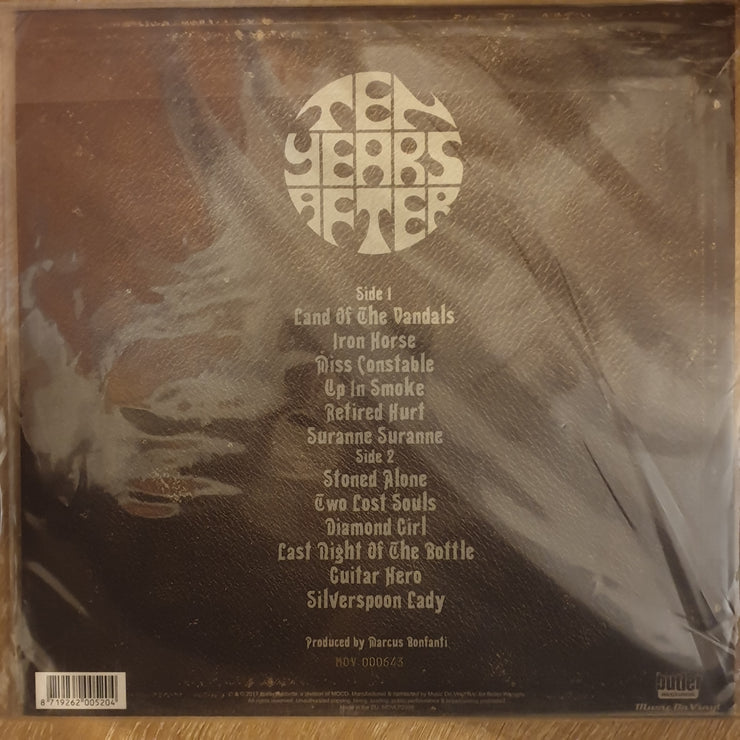 TEN
YEARS
AFTER
Side 1
Land Of The Vandals
Iron Horse
Miss Constable
Up In Smoke
Retired Hurt
Suranne Suranne
Side 2
Stoned Alone
Two Lost Souls
Diamond Girl
Last Night Of The Bottle
Guitar Hero
Silverspoon Lady
Produced by Marcus Bonfanti
MOV 000643
8 719262 005204
butler
Music On Vinyl